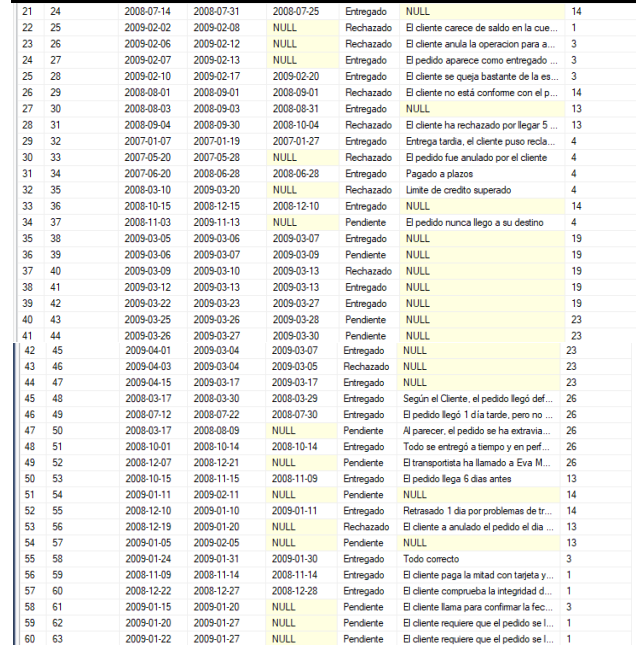 21 24 2008-07-14 2008-07-31 2008-07-25 Entregado NULL 14
22 25 2009-02-02 2009-02-08 NULL Rechazado El cliente carece de saldo en la cue... 1
23 26 2009-02-06 2009-02-12 NULL Rechazado El cliente anula la operacion para a... 3
24 27 2009-02-07 2009-02-13 NULL Entregado El pedido aparece como entregado ... 3
25 28 2009-02-10 2009-02-17 2009-02-20 Entregado El cliente se queja bastante de la es... 3
26 29 2008-08-01 2008-09-01 2008-09-01 Rechazado El cliente no está conforme con el p... 14
27 30 2008-08-03 2008-09-03 2008-08-31 Entregado NULL 13
28 31 2008-09-04 2008-09-30 2008-10-04 Rechazado El cliente ha rechazado por llegar 5 ... 13
29 32 2007-01-07 2007-01-19 2007-01-27 Entregado Entrega tardia, el cliente puso recla... 4
30 33 2007-05-20 2007-05-28 NULL Rechazado El pedido fue anulado por el cliente 4
31 34 2007-06-20 2008-06-28 2008-06-28 Entregado Pagado a plazos 4
32 35 2008-03-10 2009-03-20 NULL Rechazado Limite de credito superado 4
33 36 2008-10-15 2008-12-15 2008-12-10 Entregado NULL 14
34 37 2008-11-03 2009-11-13 NULL Pendiente El pedido nunca llego a su destino 4
35 38 2009-03-05 2009-03-06 2009-03-07 Entregado NULL 19
36 39 2009-03-06 2009-03-07 2009-03-09 Pendiente NULL 19
37 40 2009-03-09 2009-03-10 2009-03-13 Rechazado NULL 19
38 41 2009-03-12 2009-03-13 2009-03-13 Entregado NULL 19
39 42 2009-03-22 2009-03-23 2009-03-27 Entregado NULL 19
40 43 2009-03-25 2009-03-26 2009-03-28 Pendiente NULL 23
41 44 2009-03-26 2009-03-27 2009-03-30 Pendiente NULL 23
42 45 2009-04-01 2009-03-04 2009-03-07 Entregado NULL 23
43 46 2009-04-03 2009-03-04 2009-03-05 Rechazado NULL 23
44 47 2009-04-15 2009-03-17 2009-03-17 Entregado NULL 23
45 48 2008-03-17 2008-03-30 2008-03-29 Entregado Según el Cliente, el pedido llegó def... 26
46 49 2008-07-12 2008-07-22 2008-07-30 Entregado El pedido llegó 1 día tarde, pero no ... 26
47 50 2008-03-17 2008-08-09 NULL Pendiente Al parecer, el pedido se ha extravia... 26
48 51 2008-10-01 2008-10-14 2008-10-14 Entregado Todo se entregó a tiempo y en perf... 26
49 52 2008-12-07 2008-12-21 NULL Pendiente El transportista ha llamado a Eva M... 26
50 53 2008-10-15 2008-11-15 2008-11-09 Entregado El pedido llega 6 dias antes 13
51 54 2009-01-11 2009-02-11 NULL Pendiente NULL 14
52 55 2008-12-10 2009-01-10 2009-01-11 Entregado Retrasado 1 dia por problemas de tr... 14
53 56 2008-12-19 2009-01-20 NULL Rechazado El cliente a anulado el pedido el dia ... 13
54 57 2009-01-05 2009-02-05 NULL Pendiente NULL 13
55 58 2009-01-24 2009-01-31 2009-01-30 Entregado Todo correcto 3
56 59 2008-11-09 2008-11-14 2008-11-14 Entregado El cliente paga la mitad con tarjeta y... 1
57 60 2008-12-22 2008-12-27 2008-12-28 Entregado El cliente comprueba la integridad d... 1
58 61 2009-01-15 2009-01-20 NULL Pendiente El cliente llama para confirmar la fec... 3
59 62 2009-01-20 2009-01-27 NULL Pendiente El cliente requiere que el pedido se l... 1
60 63 2009-01-22 2009-01-27 NULL Pendiente El cliente requiere que el pedido se l... 1